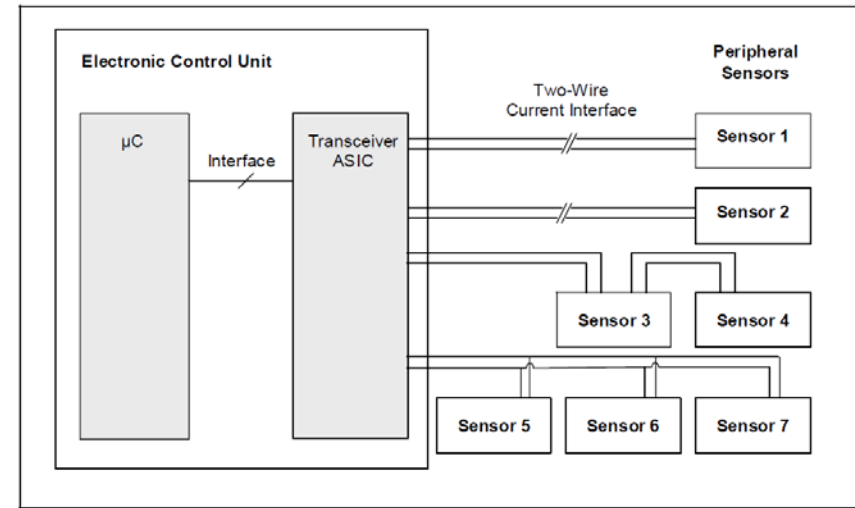 Electronic Control Unit
Peripheral
Sensors
Two-Wire
Current Interface
µC
Interface
Transceiver
ASIC
Sensor 1
Sensor 2
Sensor 3
Sensor 4
Sensor 5
Sensor 6
Sensor 7